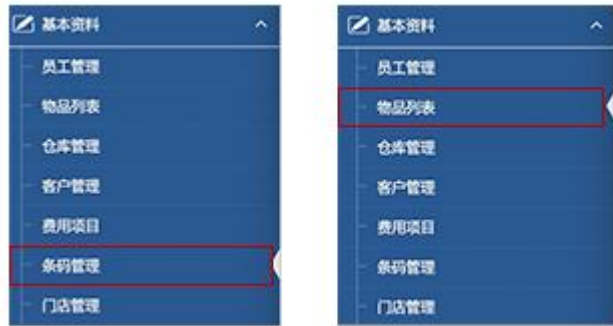 基本资料
员工管理
物品列表
仓库管理
客户管理
费用项目
条码管理
门店管理
基本资料
员工管理
物品列表
仓库管理
客户管理
费用项目
条码管理
门店管理